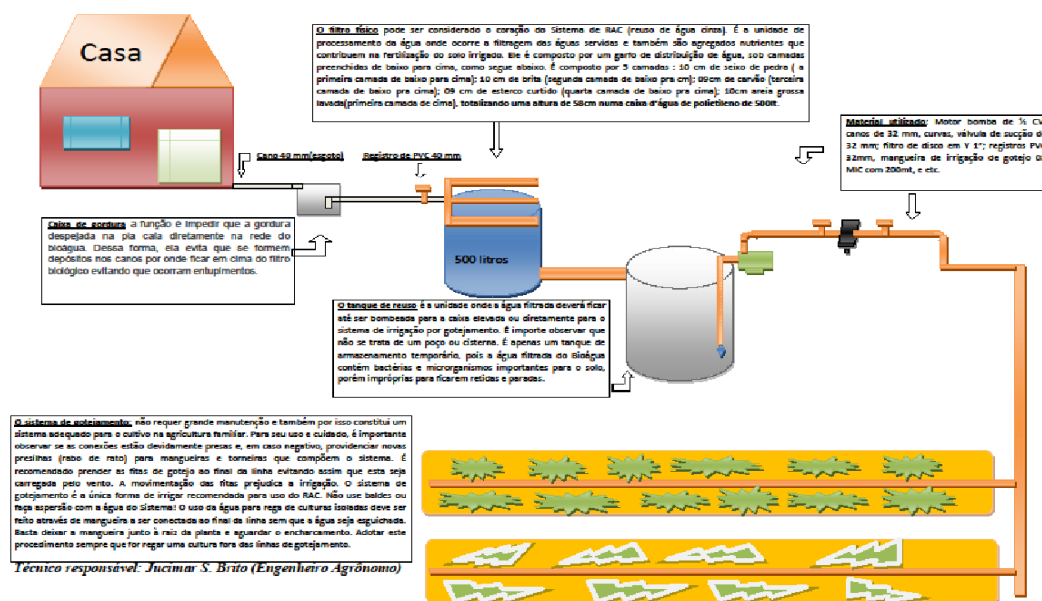 Casa
O filtro físico pode ser considerado o coração do Sistema de RAC (reuso de água cinza). É a unidade de
processamento da água onde ocorre a filtragem das águas servidas e também são agregados nutrientes que
contribuem na fertilização do solo irrigado. Ele é composto por um garfo de distribuição de água, sob camadas
preenchidas de baixo para cima, como segue abaixo. É composto por 5 camadas : 10 cm de seixo de pedra ( a
primeira camada de baixo para cima); 10 cm de brita (segunda camada de baixo pra cm); 09cm de carvão (terceira
camada de baixo pra cima); 09 cm de esterco curtido (quarta camada de baixo pra cima); 10cm areia grossa
lavada(primeira camada de cima), totalizando uma altura de 58cm numa caixa d'água de polietileno de 500lt.
Material utilizado: Motor bomba de ½ CV,
canos de 32 mm, curvas, válvula de sucção de
32 mm; filtro de disco em Y 1"; registros PVC
32mm, mangueira de irrigação de gotejo
MIC com 200mt, e etc.
Cano 40 mm(esgoto)
Registro de PVC 40 mm
Caixa de gordura a função é impedir que a gordura
despejada na pia caia diretamente na rede do
bioágua. Dessa forma, ela evita que se formem
depósitos nos canos por onde ficar em cima do filtro
biológico evitando que ocorram entupimentos.
500 litros
O tanque de reuso é a unidade onde a água filtrada deverá ficar
até ser bombeada para a caixa elevada ou diretamente para o
sistema de irrigação por gotejamento. É importe observar que
não se trata de um poço ou cisterna. É apenas um tanque de
armazenamento temporário, pois a água filtrada do Bioágua
contém bactérias e microrganismos importantes para o solo,
porém impróprias para ficarem retidas e paradas.
O sistema de gotejamento: não requer grande manutenção e também por isso constitui um
sistema adequado para o cultivo na agricultura familiar. Para seu uso e cuidado, é importante
observar se as conexões estão devidamente presas e, em caso negativo, providenciar novas
presilhas (rabo de rato) para mangueiras e torneiras que compõem o sistema. É
recomendado prender as fitas de gotejo ao final da linha evitando assim que esta seja
carregada pelo vento. A movimentação das fitas prejudica a irrigação. O sistema de
gotejamento é a única forma de irrigar recomendada para uso do RAC. Não use baldes ou
faça aspersão com a água do Sistema! O uso da água para rega de culturas isoladas deve ser
feito através de mangueira a ser conectada ao final da linha sem que a água seja esguichada.
Basta deixar a mangueira junto à raiz da planta e aguardar o encharcamento. Adotar este
procedimento sempre que for regar uma cultura fora das linhas de gotejamento.
Técnico responsável: Jucimar S. Brito (Engenheiro Agrônomo)